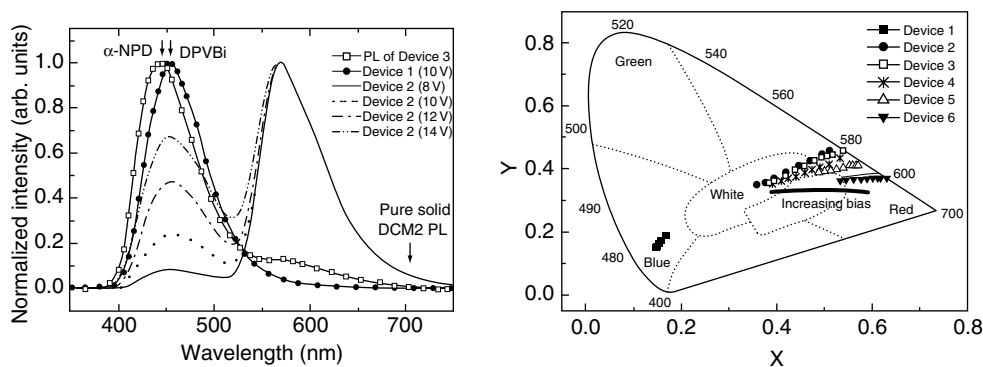 α-NPD
DPVBi
PL of Device 3
Device 1 (10 V)
Device 2 (8 V)
Device 2 (10 V)
Device 2 (12 V)
Device 2 (14 V)
Pure solid
DCM2 PL
Normalized intensity (arb. units)
1.0
0.8
0.6
0.4
0.2
0.0
400
500
600
700
Wavelength (nm)
520
540
560
580
600
700
500
490
480
400
Green
White
Blue
Red
Increasing bias
Device 1
Device 2
Device 3
Device 4
Device 5
Device 6
Y
0.8
0.6
0.4
0.2
0.0
0.0
0.2
0.4
0.6
0.8
X